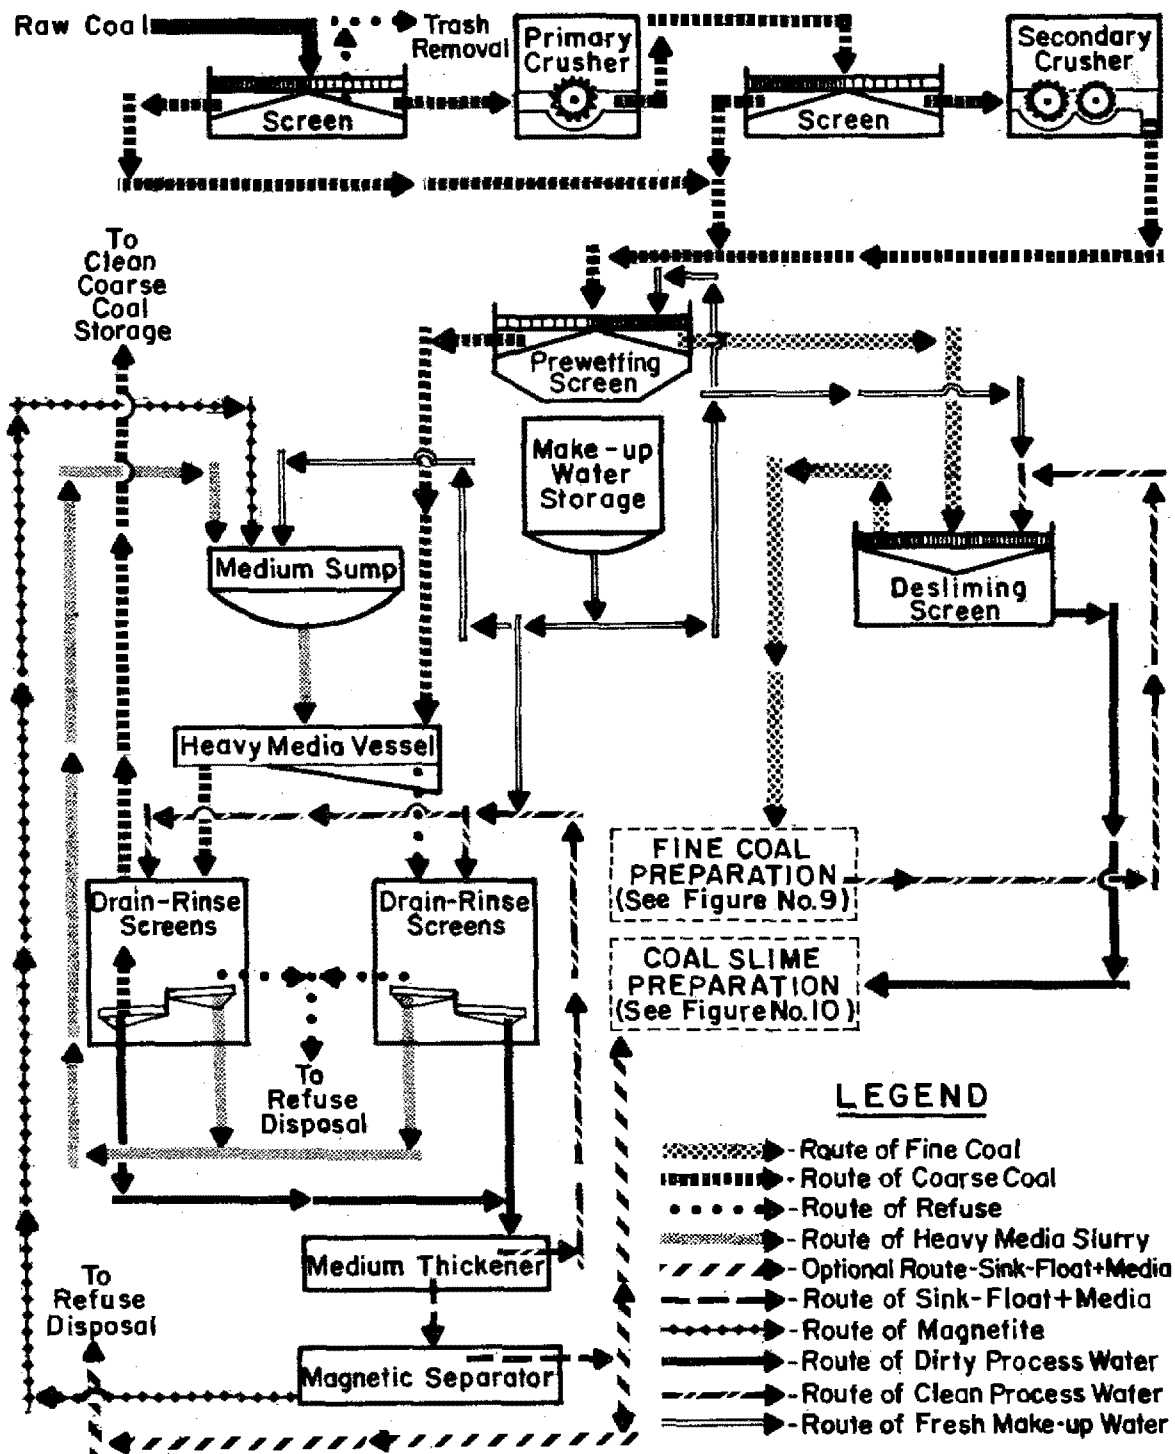 Raw Coal
Trash
Removal
Primary
Crusher
Secondary
Crusher
Screen
Screen
To
Clean
Coarse
Coal
Storage
Prewetting
Screen
Make-up
Water
Storage
Medium Sump
Desliming
Screen
Heavy Media Vessel
Drain-Rinse
Screens
Drain-Rinse
Screens
FINE COAL
PREPARATION
(See Figure No.9)
COAL SLIME
PREPARATION
(See Figure No.10)
To
Refuse
Disposal
Medium Thickener
To
Refuse
Disposal
Magnetic Separator
LEGEND
-Route of Fine Coal
-Route of Coarse Coal
-Route of Refuse
-Route of Heavy Media Slurry
-Optional Route-Sink-Float+Media
-Route of Sink-Float+Media
-Route of Magnetite
-Route of Dirty Process Water
-Route of Clean Process Water
-Route of Fresh Make-up Water